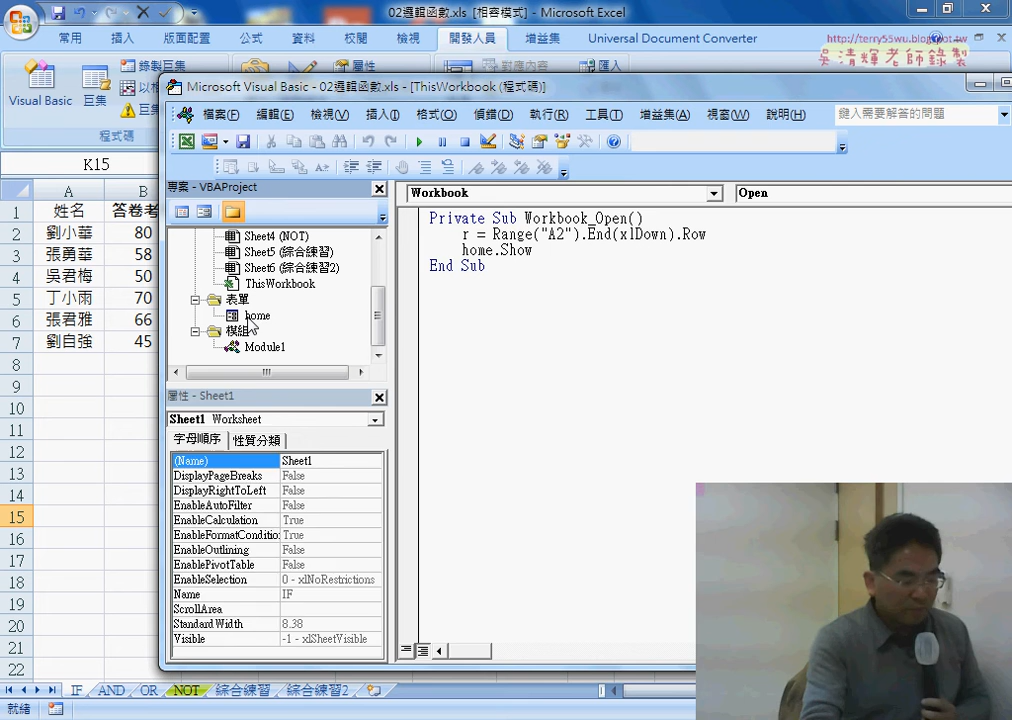 02邏輯函數.xls [相容模式] - Microsoft Excel
常用 插入 版面配置 公式 資料 校閱 檢視 開發人員 增益集 Universal Document Converter
http://terry55wu.blogspot.tw
吳清輝老師錄製
Visual Basic 巨集 錄製巨集 屬性 對應內容 匯入
程式碼
K15
Microsoft Visual Basic - 02邏輯函數.xls - [ThisWorkbook (程式碼)]
檔案(F) 編輯(E) 檢視(V) 插入(I) 格式(O) 偵錯(D) 執行(R) 工具(T) 增益集(A) 視窗(W) 說明(H) 鍵入需要解答的問題
專案 - VBAProject
Sheet4 (NOT)
Sheet5 (綜合練習)
Sheet6 (綜合練習2)
ThisWorkbook
表單
home
模組
Module1
屬性 - Sheet1
Sheet1 Worksheet
字母順序 性質分類
(Name) Sheet1
DisplayPageBreaks False
DisplayRightToLeft False
EnableAutoFilter False
EnableCalculation True
EnableFormatConditio True
EnableOutlining False
EnablePivotTable False
EnableSelection 0 - xlNoRestrictions
Name IF
ScrollArea
Standard Width 8.38
Visible -1 - xlSheetVisible
Workbook Open
Private Sub Workbook_Open()
r = Range("A2").End(xlDown).Row
home.Show
End Sub
A B
1 姓名 答卷考
2 劉小華 80
3 張勇華 58
4 吳君梅 50
5 丁小雨 70
6 張君雅 66
7 劉自強 45
8
9
10
11
12
13
14
15
16
17
18
19
20
21
22
IF AND OR NOT 綜合練習 綜合練習2
就緒